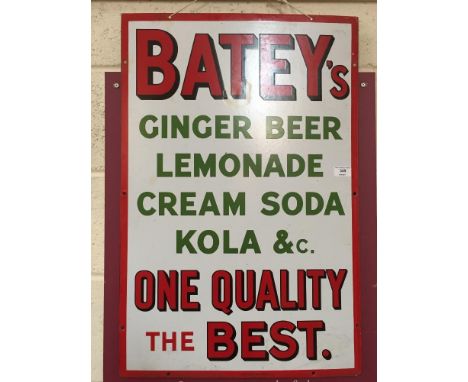 BATEY's
GINGER BEER
LEMONADE
CREAM SODA
KOLA &c.
ONE QUALITY
THE BEST.